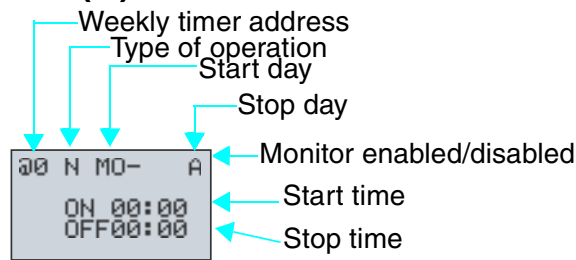 Weekly timer address
Type of operation
Start day
Stop day
Monitor enabled/disabled
@0 N MO- A
Start time
ON 00:00
Stop time
OFF00:00